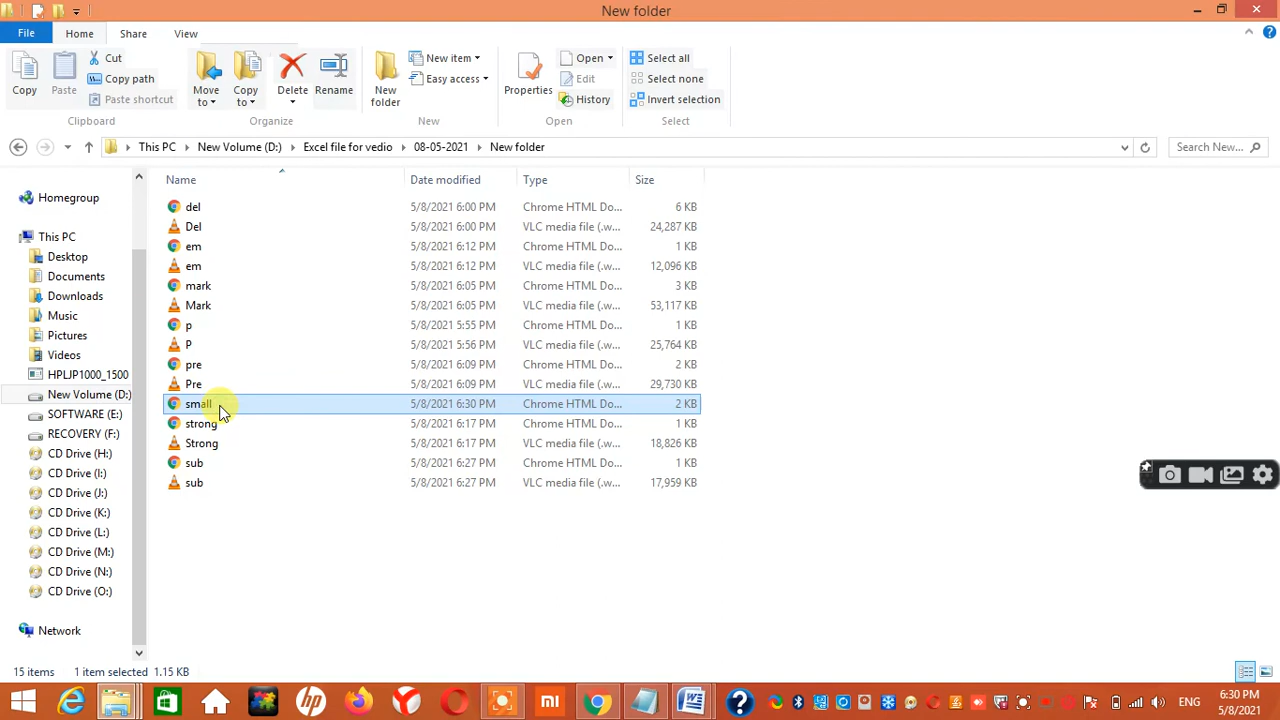 New folder
File Home Share View
Copy
Paste
Cut
Copy path
Paste shortcut
Clipboard
Move to
Copy to
Delete
Rename
Organize
New folder
New item
Easy access
New
Properties
Open
Edit
History
Open
Select all
Select none
Invert selection
Select
This PC New Volume (D:) Excel file for vedio 08-05-2021 New folder
Search New...
Name Date modified Type Size
del 5/8/2021 6:00 PM Chrome HTML Do... 6 KB
Del 5/8/2021 6:00 PM VLC media file (.w... 24,287 KB
em 5/8/2021 6:12 PM Chrome HTML Do... 1 KB
em 5/8/2021 6:12 PM VLC media file (.w... 12,096 KB
mark 5/8/2021 6:05 PM Chrome HTML Do... 3 KB
Mark 5/8/2021 6:05 PM VLC media file (.w... 53,117 KB
p 5/8/2021 5:55 PM Chrome HTML Do... 1 KB
P 5/8/2021 5:56 PM VLC media file (.w... 25,764 KB
pre 5/8/2021 6:09 PM Chrome HTML Do... 2 KB
Pre 5/8/2021 6:09 PM VLC media file (.w... 29,730 KB
small 5/8/2021 6:30 PM Chrome HTML Do... 2 KB
strong 5/8/2021 6:17 PM Chrome HTML Do... 1 KB
Strong 5/8/2021 6:17 PM VLC media file (.w... 18,826 KB
sub 5/8/2021 6:27 PM Chrome HTML Do... 1 KB
sub 5/8/2021 6:27 PM VLC media file (.w... 17,959 KB
Homegroup
This PC
Desktop
Documents
Downloads
Music
Pictures
Videos
HPLJP1000_1500
New Volume (D:)
SOFTWARE (E:)
RECOVERY (F:)
CD Drive (H:)
CD Drive (I:)
CD Drive (J:)
CD Drive (K:)
CD Drive (L:)
CD Drive (M:)
CD Drive (N:)
CD Drive (O:)
Network
15 items 1 item selected 1.15 KB
hp
mi
ENG
6:30 PM
5/8/2021